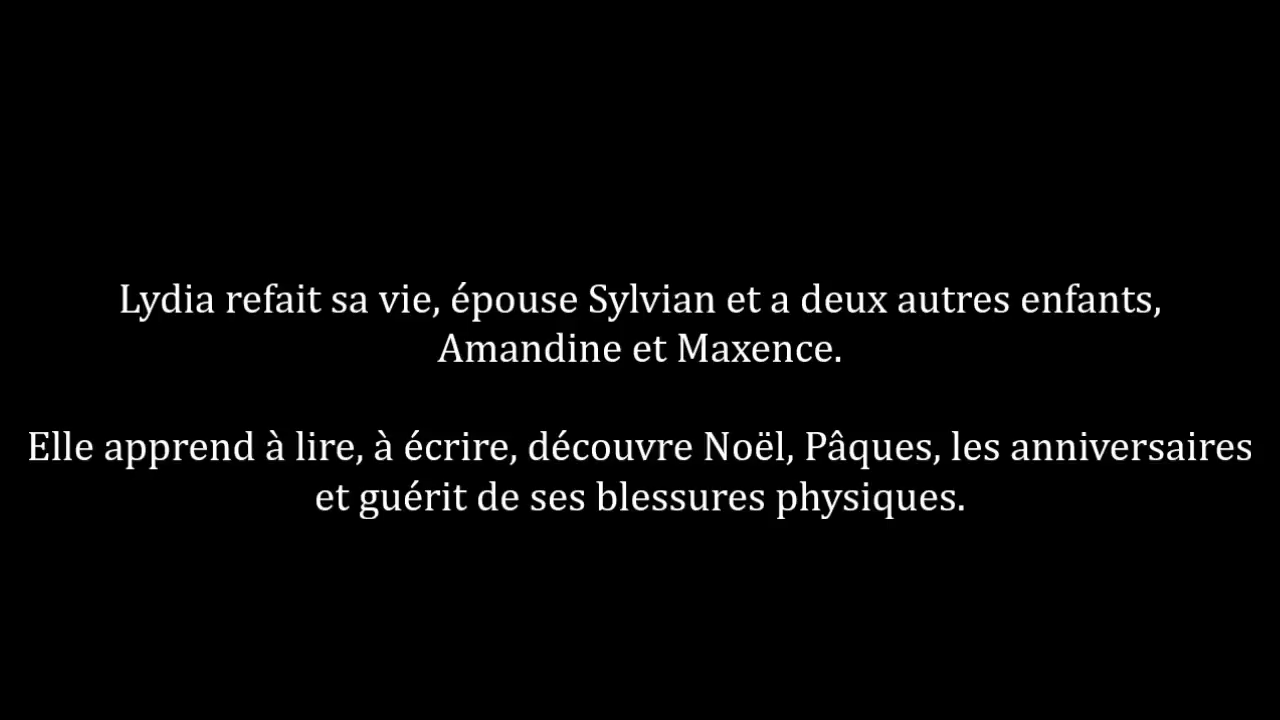 Lydia refait sa vie, épouse Sylvian et a deux autres enfants,
Amandine et Maxence.
Elle apprend à lire, à écrire, découvre Noël, Pâques, les anniversaires
et guérit de ses blessures physiques.